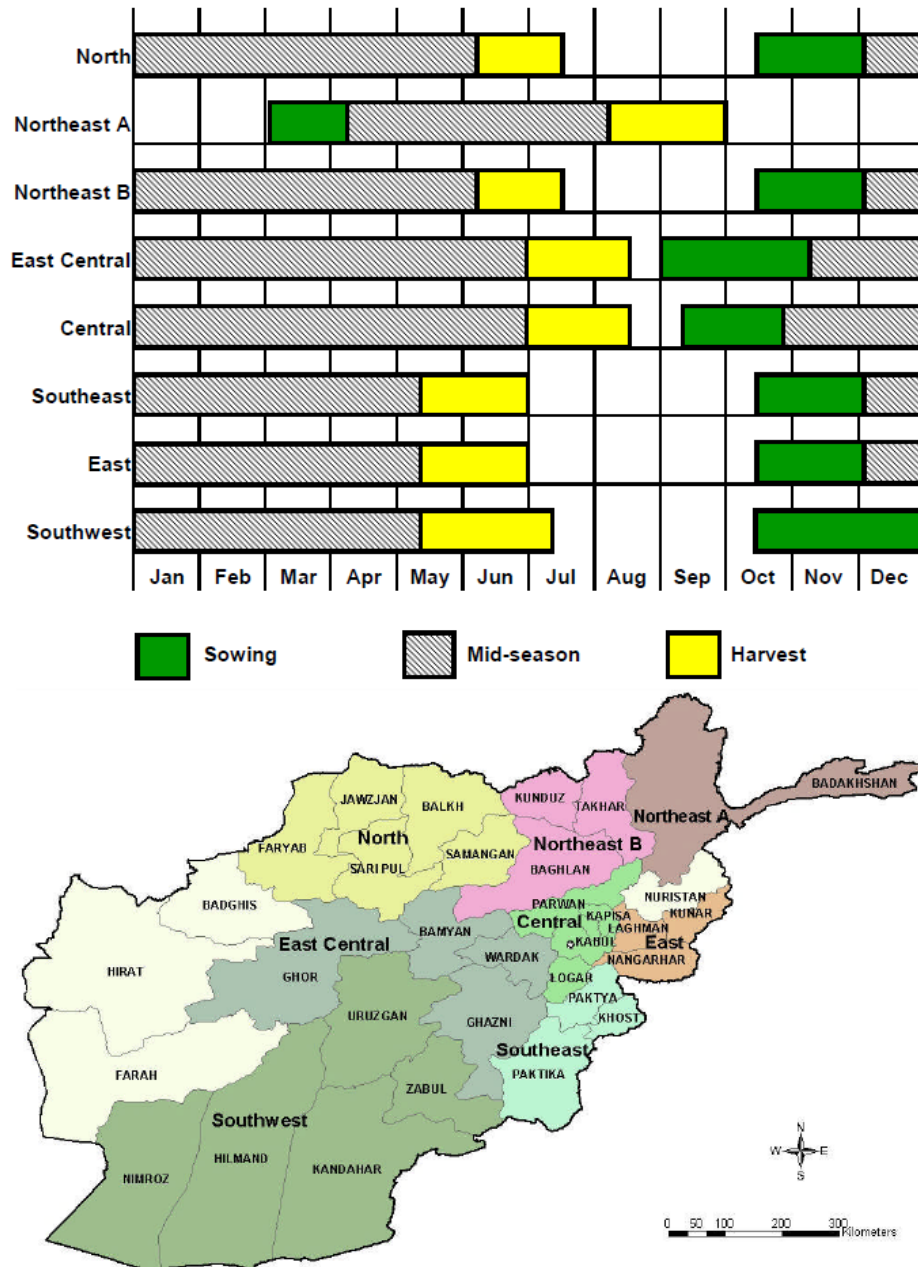 North
Northeast A
Northeast B
East Central
Central
Southeast
East
Southwest
Jan Feb Mar Apr May Jun Jul Aug Sep Oct Nov Dec
Sowing Mid-season Harvest
BADAKHSHAN
KUNDUZ
TAKHAR
JAWZJAN
BALKH
Northeast A
North
Northeast B
FARYAB
SAMANGAN
SARI PUL
BAGHLAN
NURISTAN
PARWAN
BADGHIS
KUNAR
KAPISA
Central
LAGHMAN
BAMYAN
East Central
KABUL
East
WARDAK
NANGARHAR
HIRAT
GHOR
LOGAR
PAKTYA
URUZGAN
GHAZNI
KHOST
Southeast
FARAH
PAKTIKA
ZABUL
Southwest
HILMAND
KANDAHAR
NIMROZ
N
W E
S
0 50 100 200 300
Kilometers